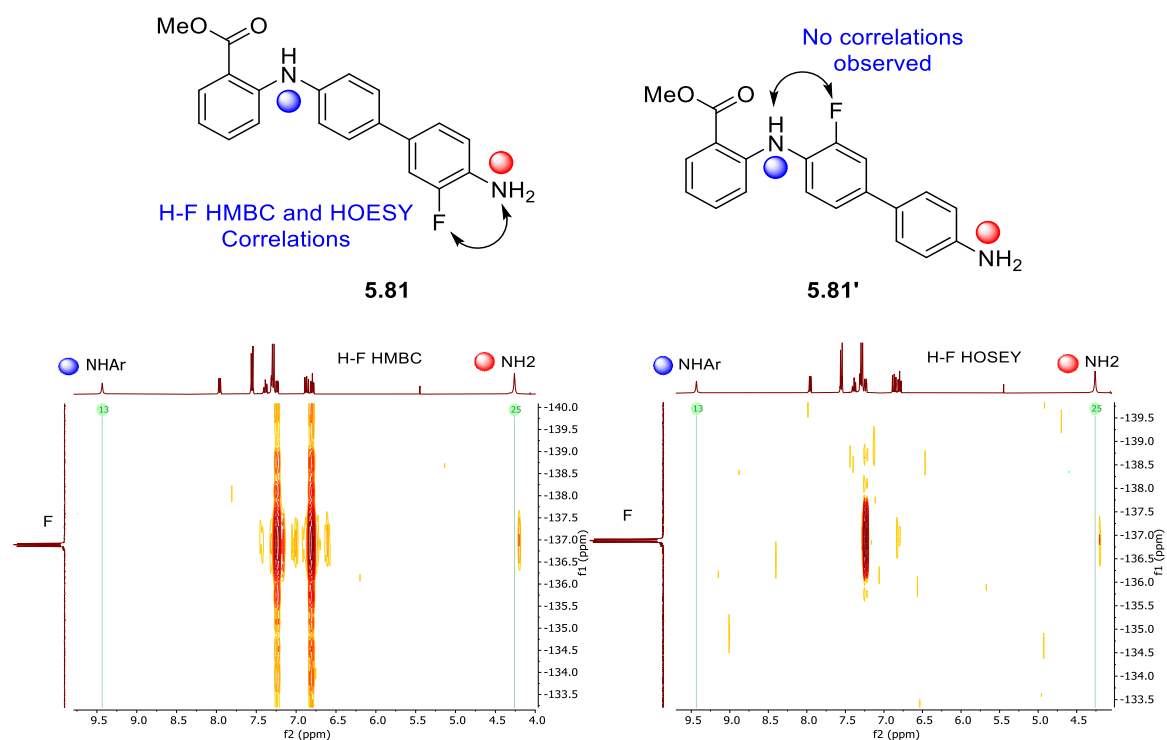 MeO
O
H
N
F
NH2
H-F HMBC and HOESY
Correlations
5.81
No correlations
observed
MeO
O
H
N
F
NH2
5.81'
NHAr
H-F HMBC
NH2
13
25
F
-140.0
-139.5
-139.0
-138.5
-138.0
-137.5
-137.0
-136.5
-136.0
-135.5
-135.0
-134.5
-134.0
-133.5
f1 (ppm)
9.5 9.0 8.5 8.0 7.5 7.0 6.5 6.0 5.5 5.0 4.5 4.0
f2 (ppm)
NHAr
H-F HOSEY
NH2
13
25
F
-139.5
-139.0
-138.5
-138.0
-137.5
-137.0
-136.5
-136.0
-135.5
-135.0
-134.5
-134.0
-133.5
f1 (ppm)
9.5 9.0 8.5 8.0 7.5 7.0 6.5 6.0 5.5 5.0 4.5
f2 (ppm)